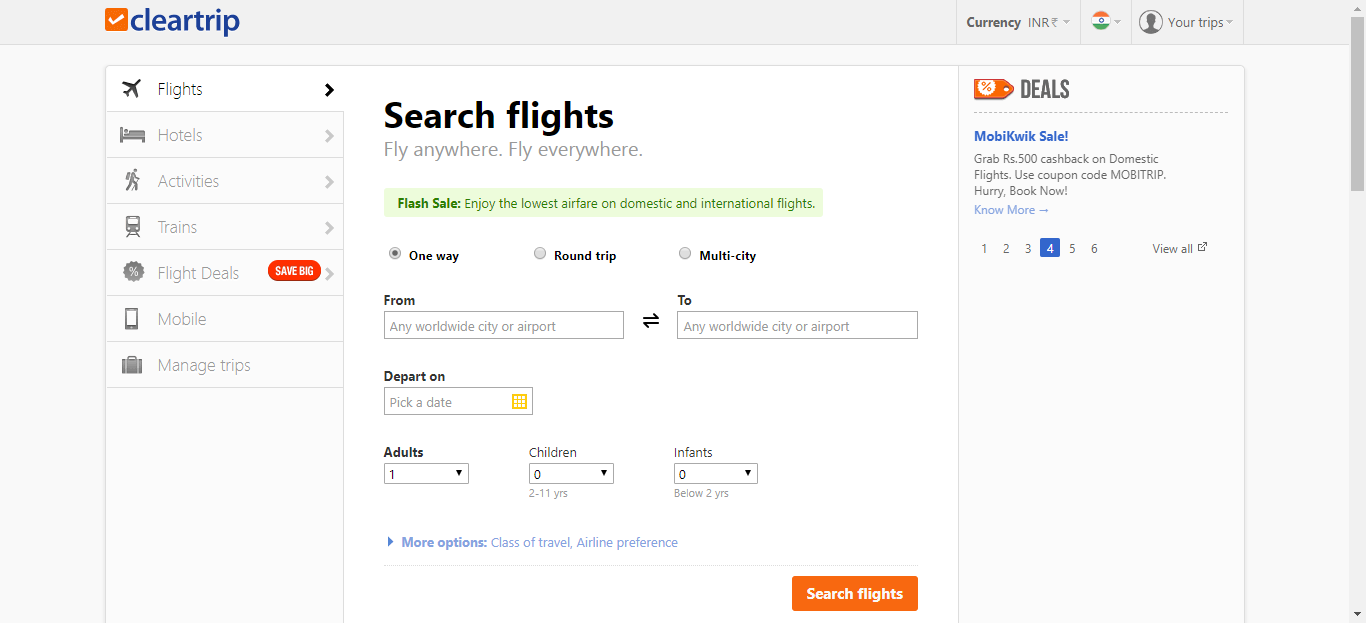 cleartrip
Currency INR₹
Your trips
Flights
Hotels
Activities
Trains
Flight Deals SAVE BIG
Mobile
Manage trips
Search flights
Fly anywhere. Fly everywhere.
Flash Sale: Enjoy the lowest airfare on domestic and international flights.
One way Round trip Multi-city
From To
Any worldwide city or airport Any worldwide city or airport
Depart on
Pick a date
Adults Children Infants
1 0 0
2-11 yrs Below 2 yrs
More options: Class of travel, Airline preference
Search flights
% DEALS
MobiKwik Sale!
Grab Rs.500 cashback on Domestic
Flights. Use coupon code MOBITRIP.
Hurry, Book Now!
Know More →
1 2 3 4 5 6 View all